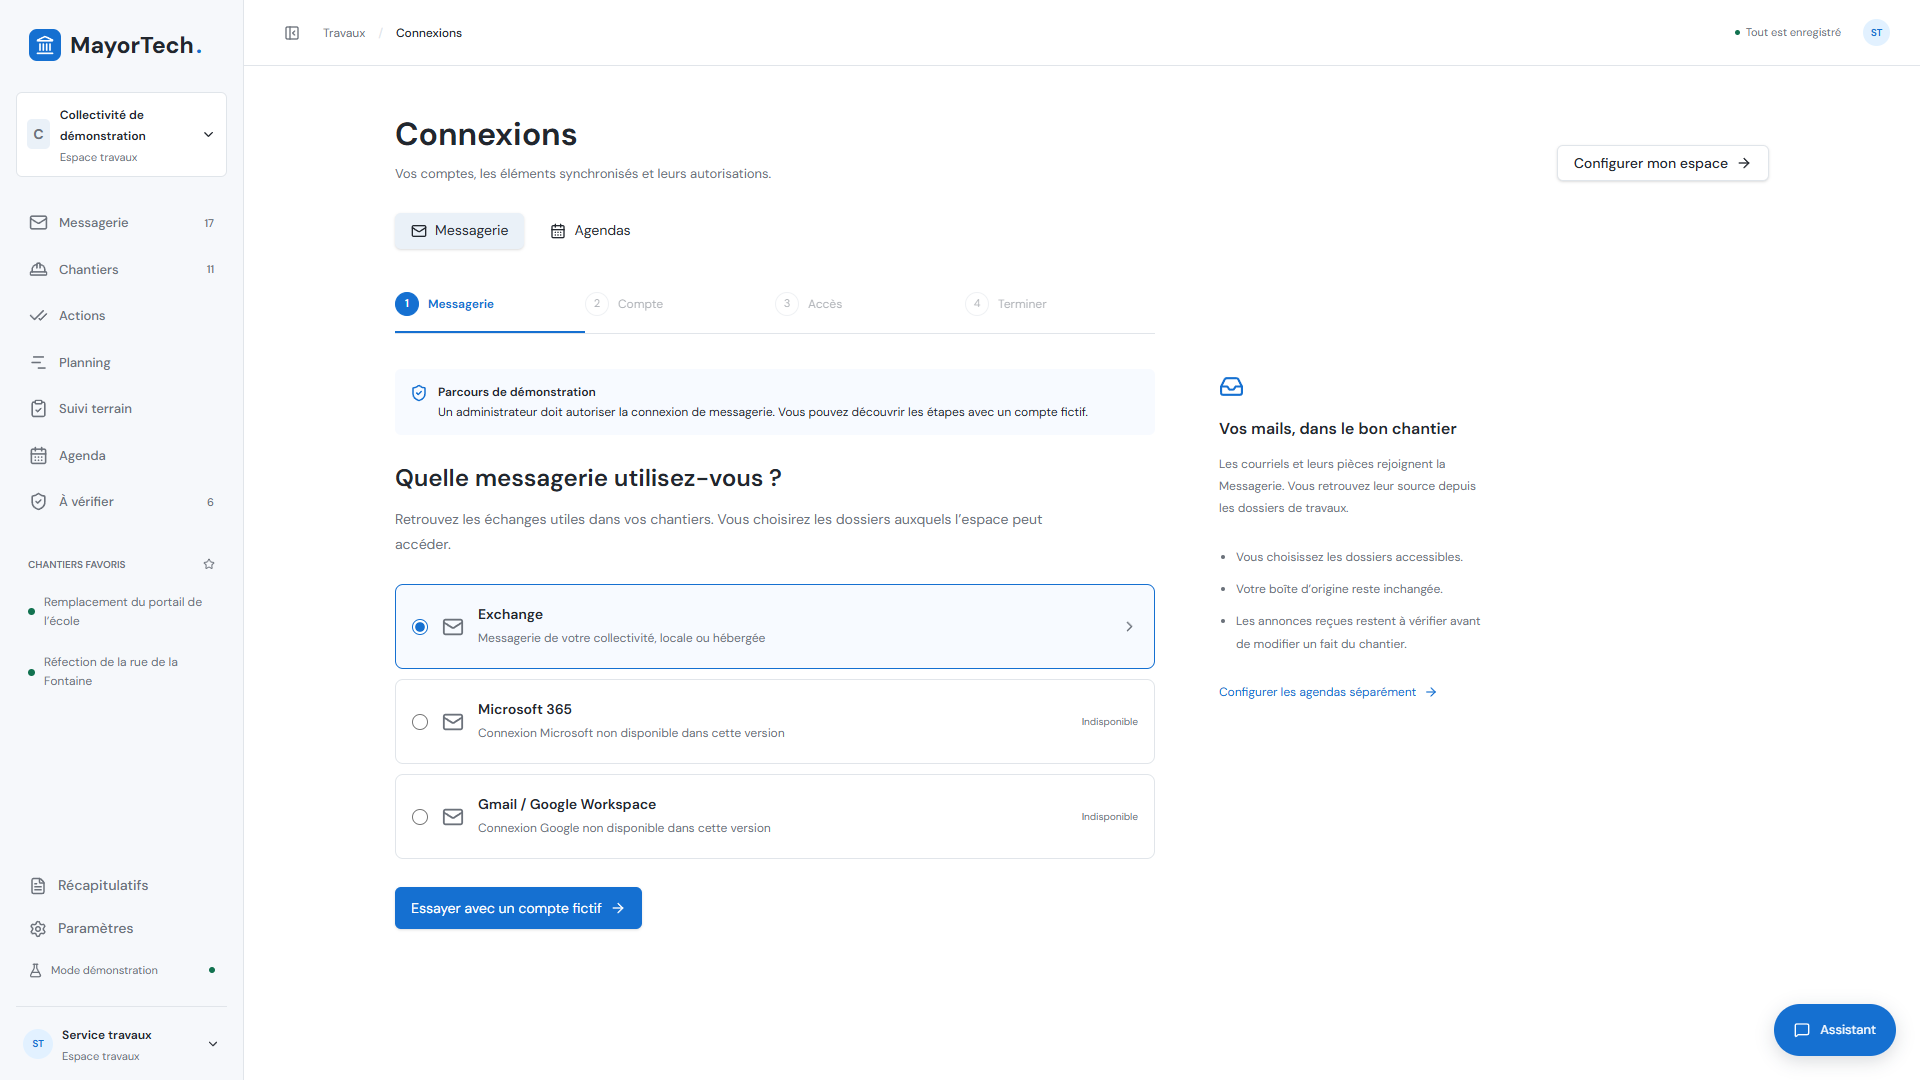 MayorTech.
Collectivité de
démonstration
Espace travaux
C
Messagerie 17
Chantiers 11
Actions
Planning
Suivi terrain
Agenda
À vérifier 6
CHANTIERS FAVORIS
Remplacement du portail de
l’école
Réfection de la rue de la
Fontaine
Récapitulatifs
Paramètres
Mode démonstration
ST
Service travaux
Espace travaux
Travaux / Connexions
Tout est enregistré
ST
Connexions
Vos comptes, les éléments synchronisés et leurs autorisations.
Configurer mon espace
Messagerie
Agendas
1 Messagerie
2 Compte
3 Accès
4 Terminer
Parcours de démonstration
Un administrateur doit autoriser la connexion de messagerie. Vous pouvez découvrir les étapes avec un compte fictif.
Quelle messagerie utilisez-vous ?
Retrouvez les échanges utiles dans vos chantiers. Vous choisirez les dossiers auxquels l’espace peut
accéder.
Exchange
Messagerie de votre collectivité, locale ou hébergée
Microsoft 365
Connexion Microsoft non disponible dans cette version
Indisponible
Gmail / Google Workspace
Connexion Google non disponible dans cette version
Indisponible
Essayer avec un compte fictif
Vos mails, dans le bon chantier
Les courriels et leurs pièces rejoignent la
Messagerie. Vous retrouvez leur source depuis
les dossiers de travaux.
• Vous choisissez les dossiers accessibles.
• Votre boîte d’origine reste inchangée.
• Les annonces reçues restent à vérifier avant
de modifier un fait du chantier.
Configurer les agendas séparément
Assistant